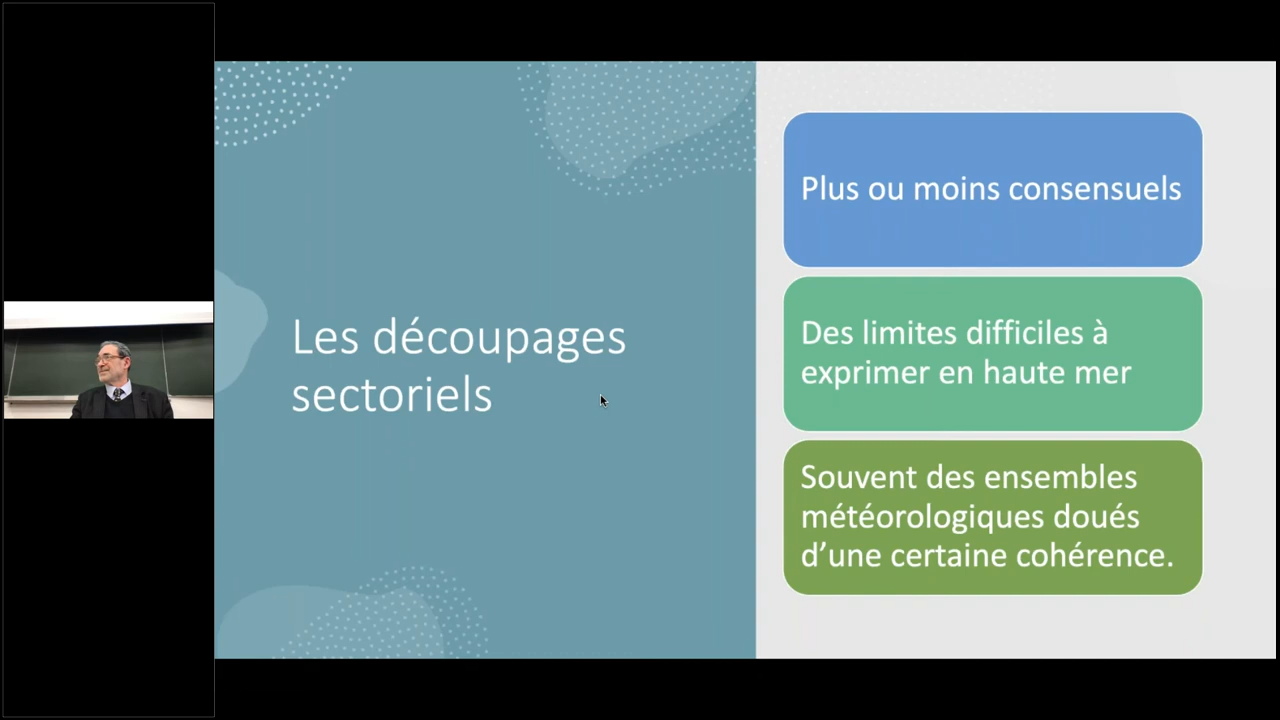 Les découpages
sectoriels
Plus ou moins consensuels
Des limites difficiles à
exprimer en haute mer
Souvent des ensembles
météorologiques doués
d’une certaine cohérence.